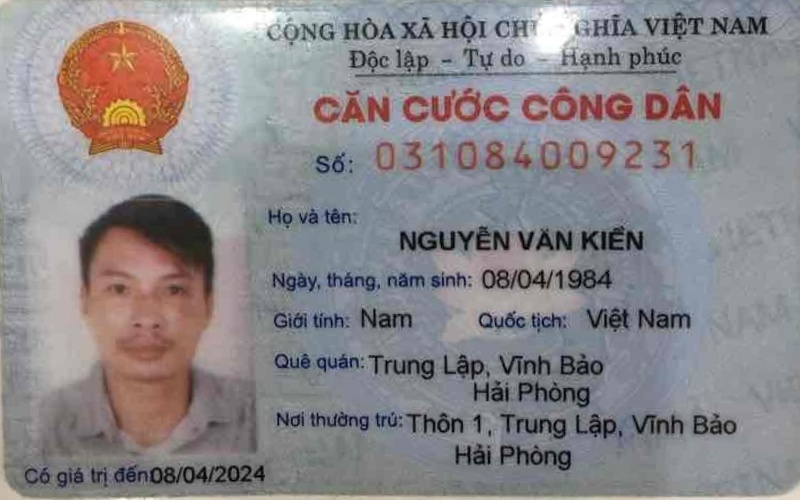 CỘNG HÒA XÃ HỘI CHỦ NGHĨA VIỆT NAM
Độc lập - Tự do - Hạnh phúc
CĂN CƯỚC CÔNG DÂN
Số: 031084009231
Họ và tên:
NGUYỄN VĂN KIỀN
Ngày, tháng, năm sinh: 08/04/1984
Giới tính: Nam Quốc tịch: Việt Nam
Quê quán: Trung Lập, Vĩnh Bảo
Hải Phòng
Nơi thường trú: Thôn 1, Trung Lập, Vĩnh Bảo
Hải Phòng
Có giá trị đến: 08/04/2024